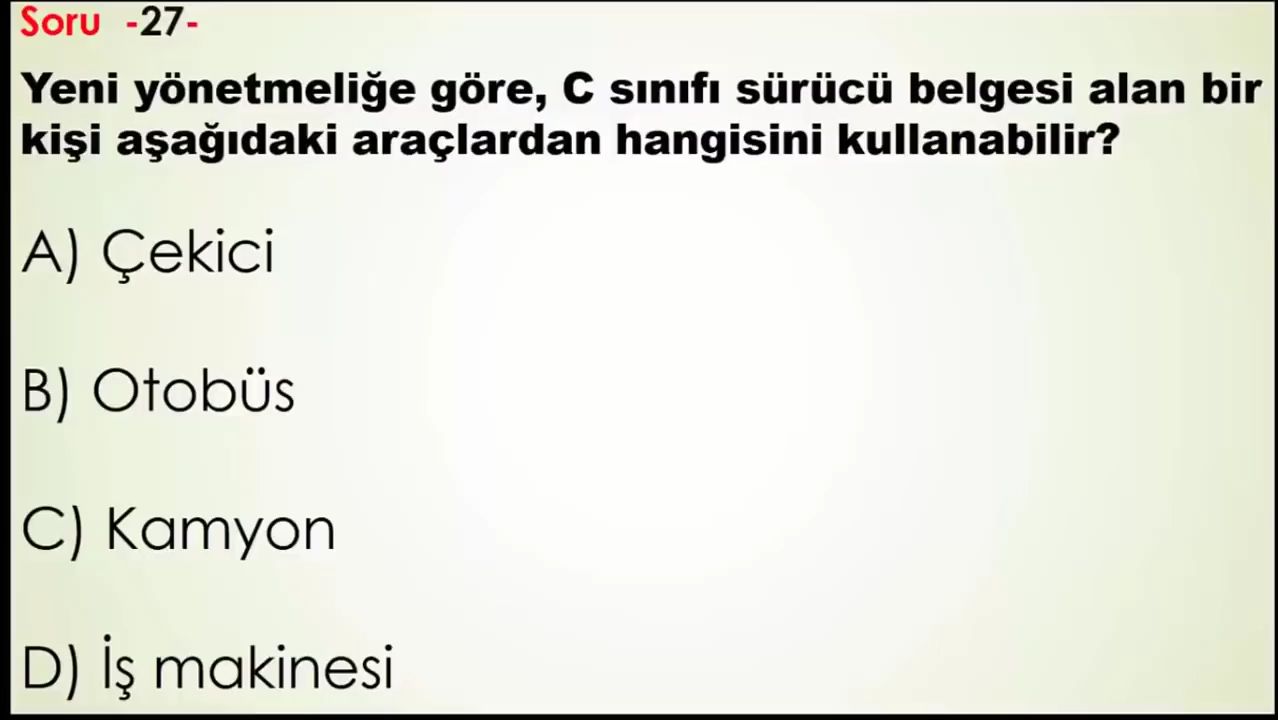 Soru -27-
Yeni yönetmeliğe göre, C sınıfı sürücü belgesi alan bir
kişi aşağıdaki araçlardan hangisini kullanabilir?
A) Çekici
B) Otobüs
C) Kamyon
D) İş makinesi